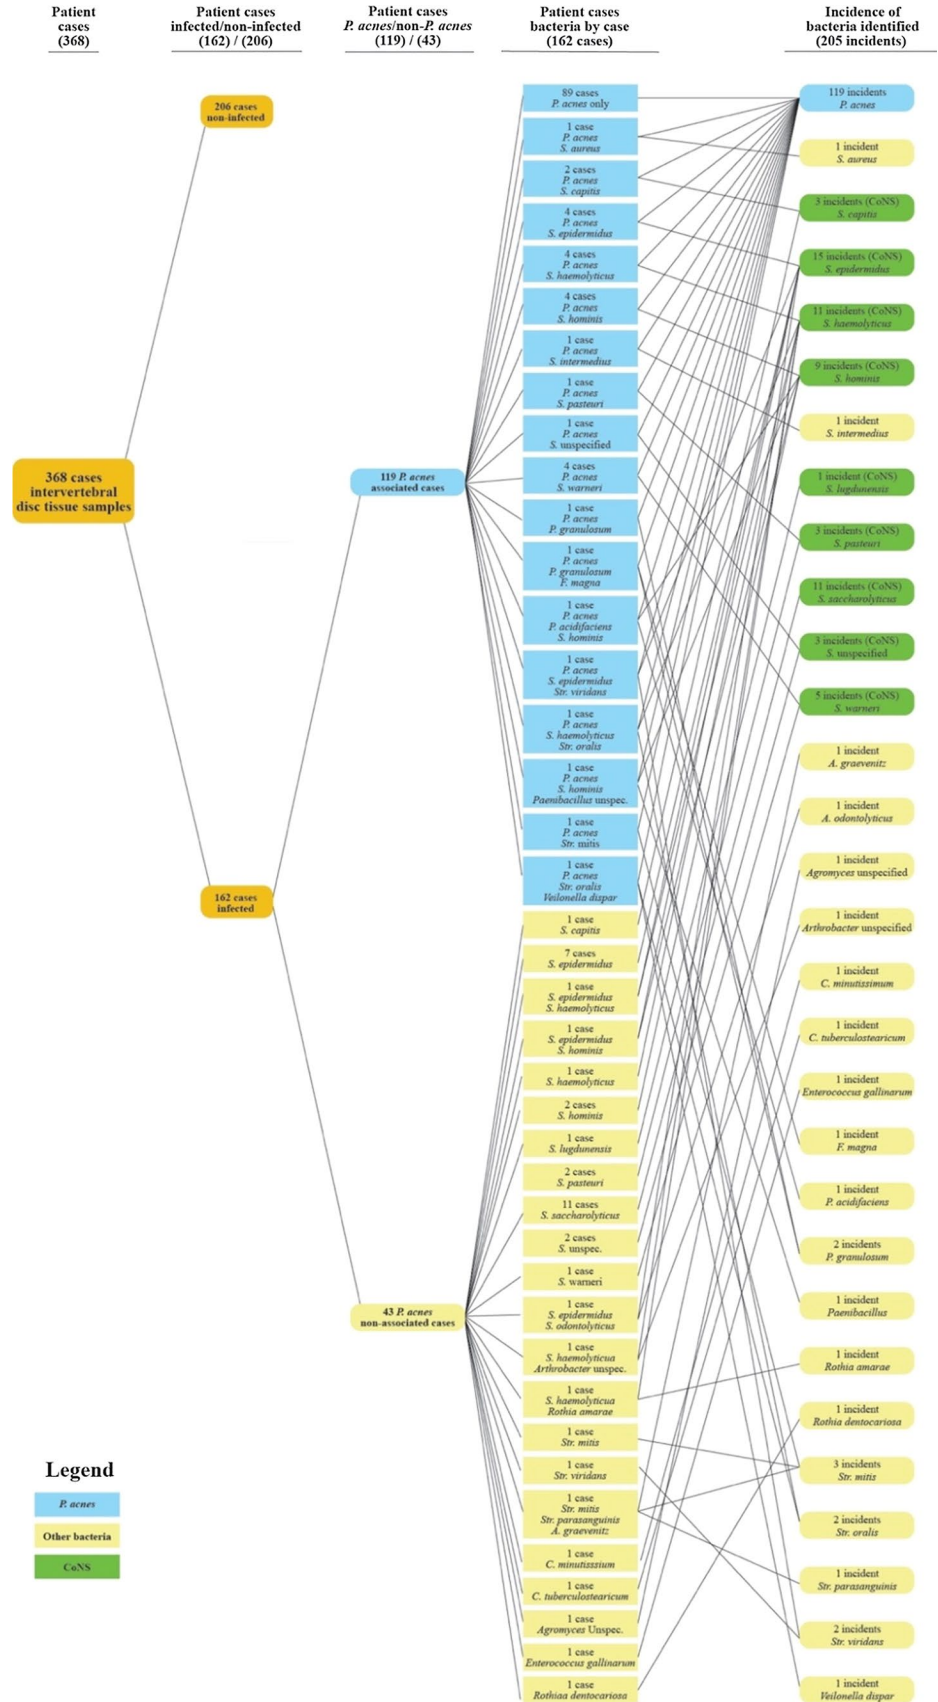 Patient
cases
(368)
Patient cases
infected/non-infected
(162) / (206)
Patient cases
P. acnes/non-P. acnes
(119) / (43)
Patient cases
bacteria by case
(162 cases)
Incidence of
bacteria identified
(205 incidents)
368 cases
intervertebral
disc tissue samples
206 cases
non-infected
162 cases
infected
119 P. acnes
associated cases
43 P. acnes
non-associated cases
89 cases
P. acnes only
1 case
P. acnes
S. aureus
2 cases
P. acnes
S. capitis
4 cases
P. acnes
S. epidermidus
4 cases
P. acnes
S. haemolyticus
4 cases
P. acnes
S. hominis
1 case
P. acnes
S. intermedius
1 case
P. acnes
S. pasteuri
1 case
P. acnes
S. unspecified
4 cases
P. acnes
S. warneri
1 case
P. acnes
P. granulosum
1 case
P. acnes
P. granulosum
F. magna
1 case
P. acnes
P. acidifaciens
S. hominis
1 case
P. acnes
S. epidermidus
Str. viridans
1 case
P. acnes
S. haemolyticus
Str. oralis
1 case
P. acnes
S. hominis
Paenibacillus unspec.
1 case
P. acnes
Str. mitis
1 case
P. acnes
Str. oralis
Veilonella dispar
1 case
S. capitis
7 cases
S. epidermidus
1 case
S. epidermidus
S. haemolyticus
1 case
S. epidermidus
S. hominis
1 case
S. haemolyticus
2 cases
S. hominis
1 case
S. lugdunensis
2 cases
S. pasteuri
11 cases
S. saccharolyticus
2 cases
S. unspec.
1 case
S. warneri
1 case
S. epidermidus
S. odontolyticus
1 case
S. haemolyticua
Arthrobacter unspec.
1 case
S. haemolyticua
Rothia amarae
1 case
Str. mitis
1 case
Str. viridans
1 case
Str. mitis
Str. parasanguinis
A. graevenitz
1 case
C. minutisssium
1 case
C. tuberculostearicum
1 case
Agromyces Unspec.
1 case
Enterococcus gallinarum
1 case
Rothiaa dentocariosa
119 incidents
P. acnes
1 incident
S. aureus
3 incidents (CoNS)
S. capitis
15 incidents (CoNS)
S. epidermidus
11 incidents (CoNS)
S. haemolyticus
9 incidents (CoNS)
S. hominis
1 incident
S. intermedius
1 incident (CoNS)
S. lugdunensis
3 incidents (CoNS)
S. pasteuri
11 incidents (CoNS)
S. saccharolyticus
3 incidents (CoNS)
S. unspecified
5 incidents (CoNS)
S. warneri
1 incident
A. graevenitz
1 incident
A. odontolyticus
1 incident
Agromyces unspecified
1 incident
Arthrobacter unspecified
1 incident
C. minutissimum
1 incident
C. tuberculostearicum
1 incident
Enterococcus gallinarum
1 incident
F. magna
1 incident
P. acidifaciens
2 incidents
P. granulosum
1 incident
Paenibacillus
1 incident
Rothia amarae
1 incident
Rothia dentocariosa
3 incidents
Str. mitis
2 incidents
Str. oralis
1 incident
Str. parasanguinis
2 incidents
Str. viridans
1 incident
Veilonella dispar
Legend
P. acnes
Other bacteria
CoNS